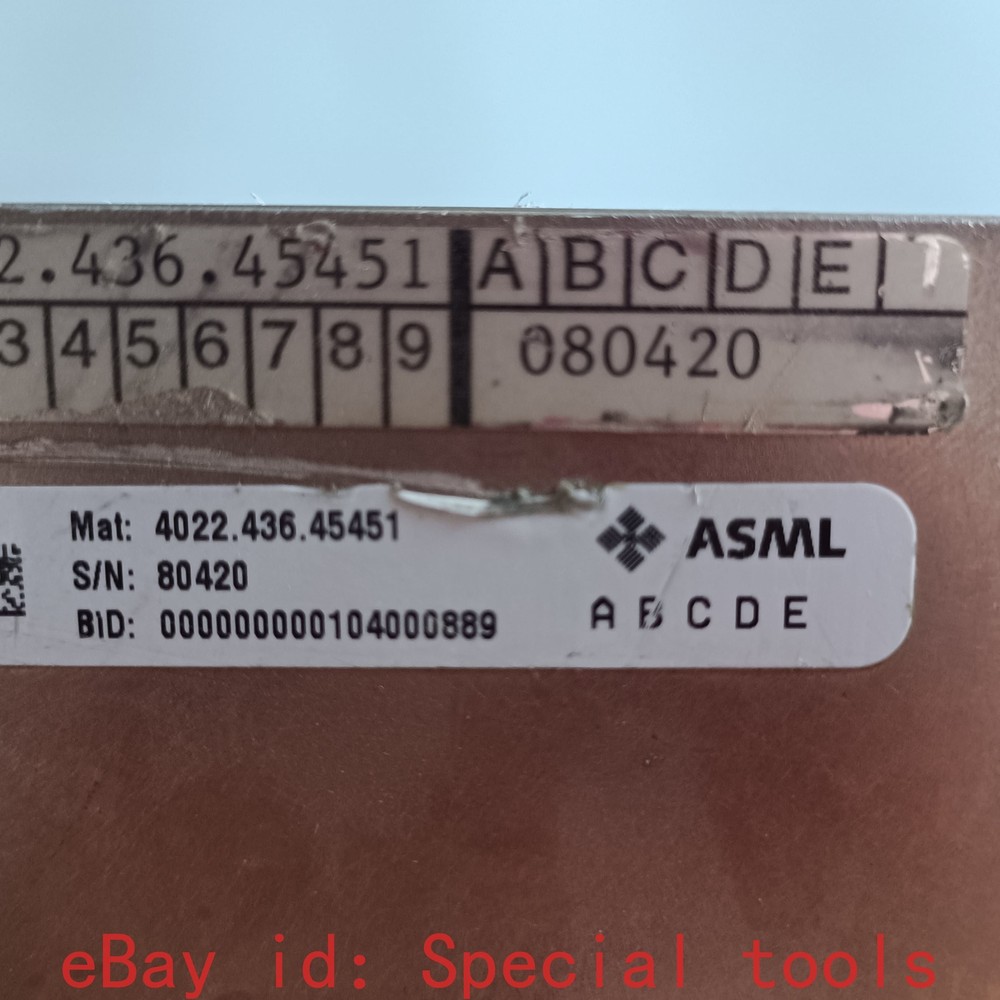 2.436.45451 A B C D E
3 4 5 6 7 8 9 080420
Mat: 4022.436.45451
S/N: 80420
BID: 000000000104000889
ASML
A B C D E
eBay id: Special tools